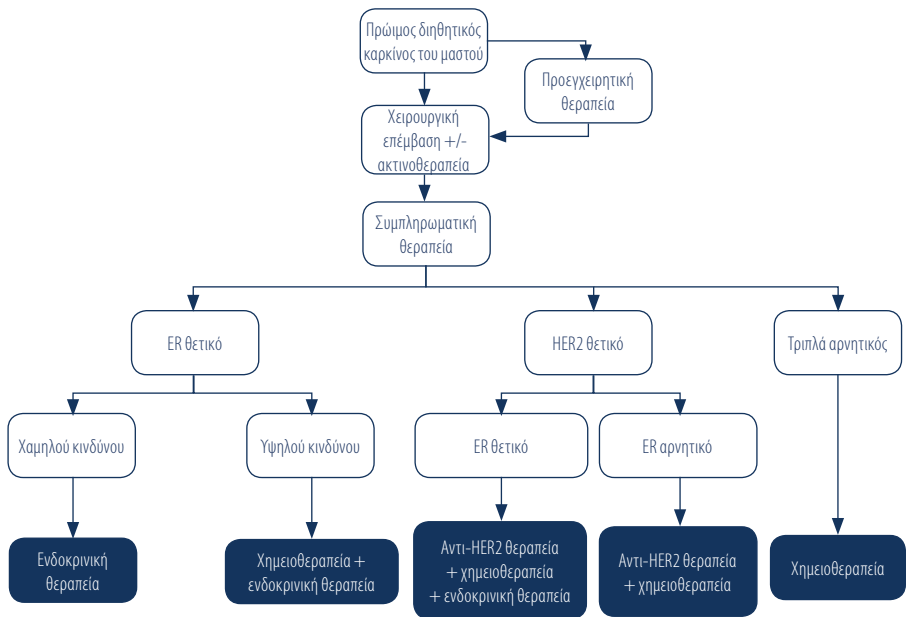 Πρώιμος διηθητικός
καρκίνος του μαστού
Προεγχειρητική
θεραπεία
Χειρουργική
επέμβαση +/-
ακτινοθεραπεία
Συμπληρωματική
θεραπεία
ER θετικό
HER2 θετικό
Τριπλά αρνητικός
Χαμηλού κινδύνου
Υψηλού κινδύνου
ER θετικό
ER αρνητικό
Ενδοκρινική
θεραπεία
Χημειοθεραπεία +
ενδοκρινική θεραπεία
Αντι-HER2 θεραπεία
+ χημειοθεραπεία
+ ενδοκρινική θεραπεία
Αντι-HER2 θεραπεία
+ χημειοθεραπεία
Χημειοθεραπεία